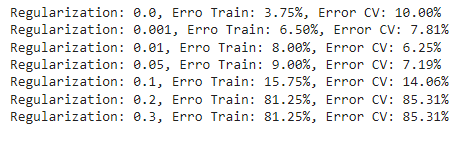 Regularization: 0.0, Erro Train: 3.75%, Error CV: 10.00%
Regularization: 0.001, Erro Train: 6.50%, Error CV: 7.81%
Regularization: 0.01, Erro Train: 8.00%, Error CV: 6.25%
Regularization: 0.05, Erro Train: 9.00%, Error CV: 7.19%
Regularization: 0.1, Erro Train: 15.75%, Error CV: 14.06%
Regularization: 0.2, Erro Train: 81.25%, Error CV: 85.31%
Regularization: 0.3, Erro Train: 81.25%, Error CV: 85.31%